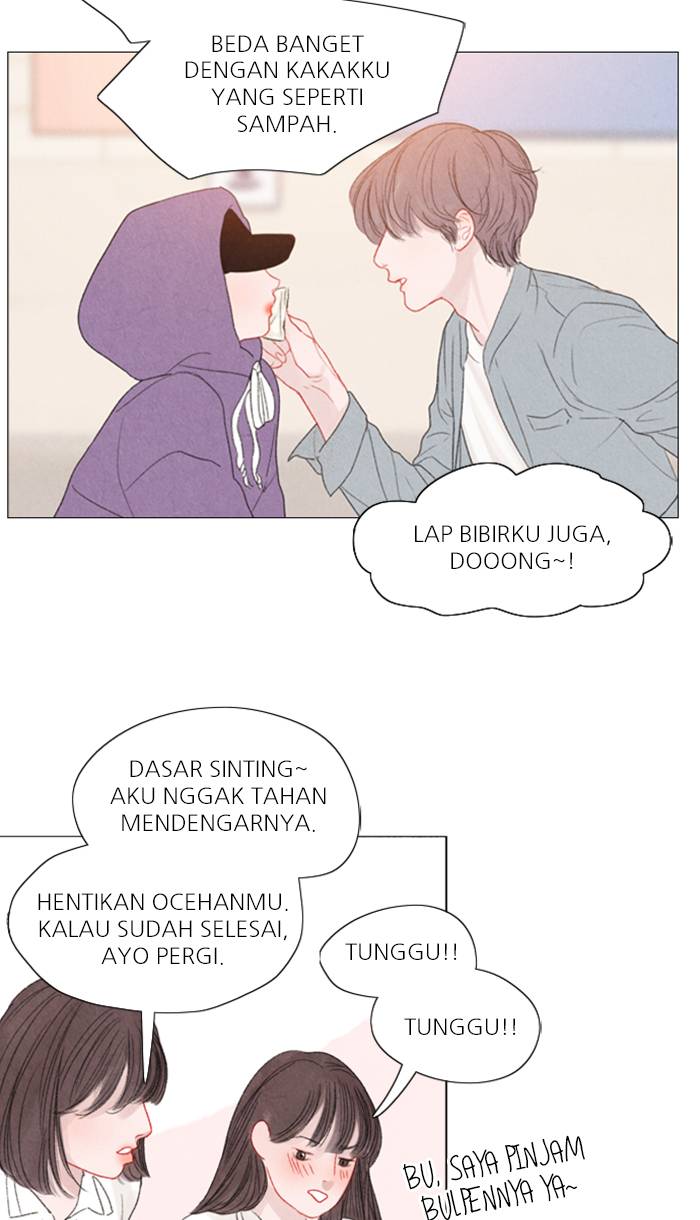 BEDA BANGET
DENGAN KAKAKKU
YANG SEPERTI
SAMPAH.
LAP BIBIRKU JUGA,
DOOONG~!
DASAR SINTING~
AKU NGGAK TAHAN
MENDENGARNYA.
HENTIKAN OCEHANMU.
KALAU SUDAH SELESAI,
AYO PERGI.
TUNGGU!!
TUNGGU!!
BU, SAYA PINJAM
BULPENNYA YA~